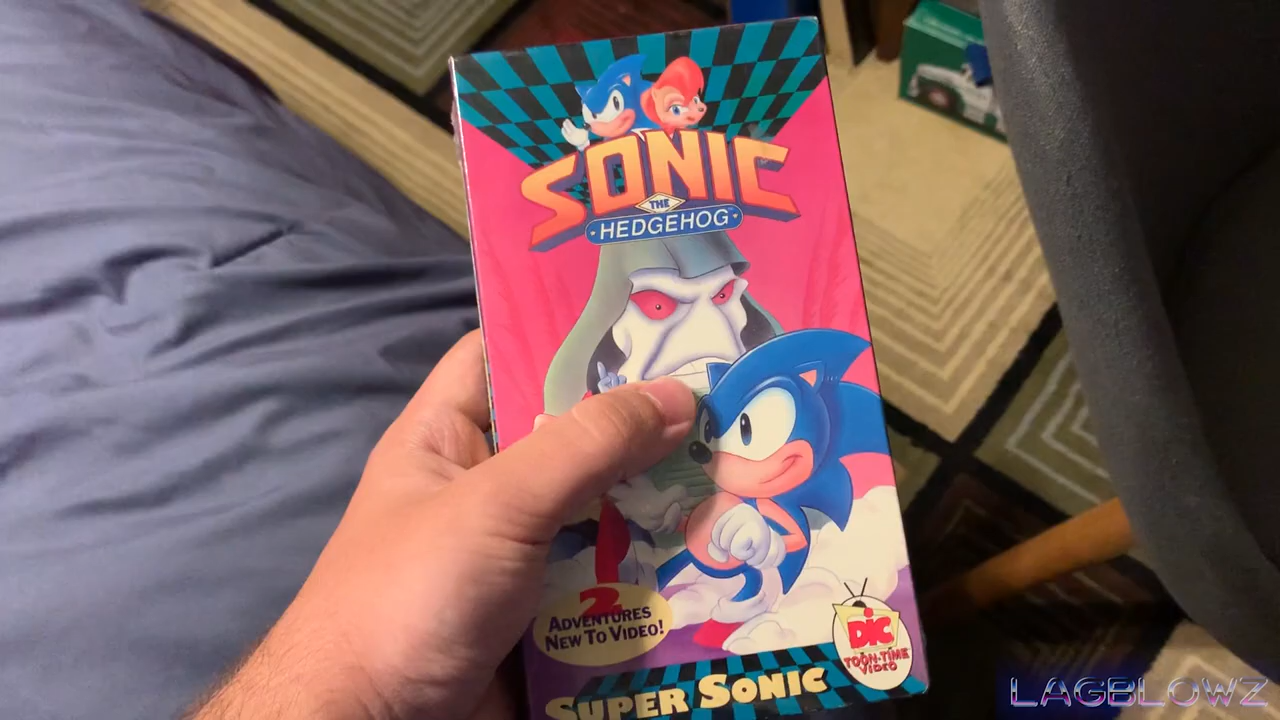 SONIC
THE
HEDGEHOG
2
ADVENTURES
NEW TO VIDEO!
DIC
TOON-TIME
VIDEO
SUPER SONIC
LAGBLOWZ